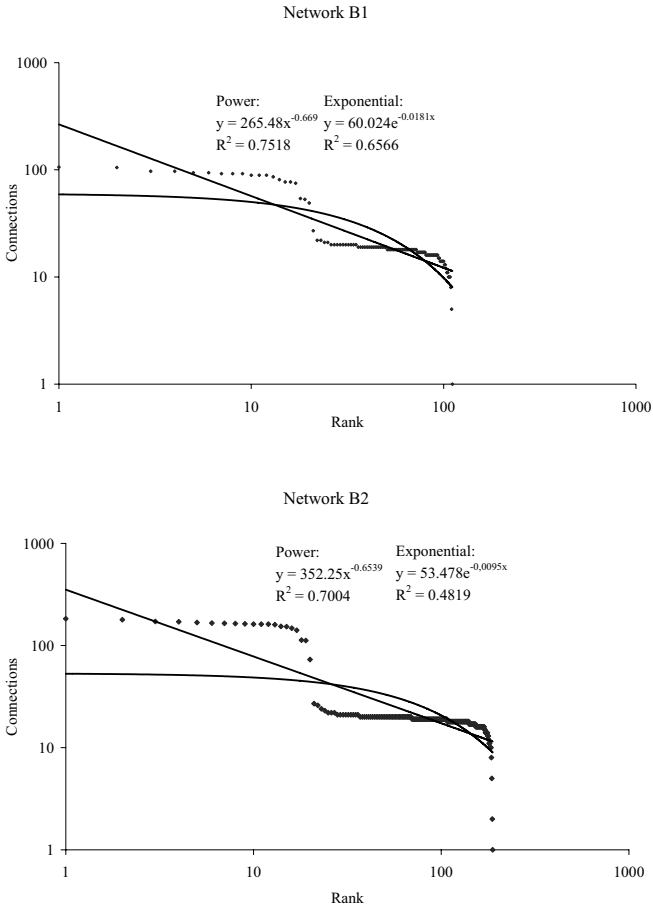 Network B1
1000
Power: Exponential:
y = 265.48x^-0.669 y = 60.024e^-0.0181x
R^2 = 0.7518 R^2 = 0.6566
100
Connections
10
1
1 10 100 1000
Rank
Network B2
1000
Power: Exponential:
y = 352.25x^-0.6539 y = 53.478e^-0,0095x
R^2 = 0.7004 R^2 = 0.4819
100
Connections
10
1
1 10 100 1000
Rank